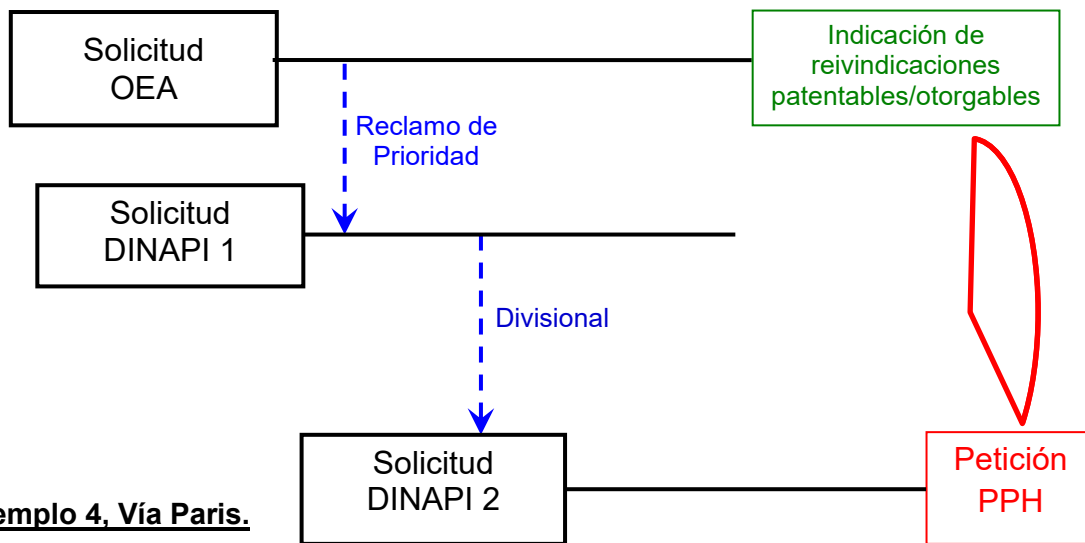 Solicitud
OEA
Indicación de
reivindicaciones
patentables/otorgables
Reclamo de
Prioridad
Solicitud
DINAPI 1
Divisional
Solicitud
DINAPI 2
Petición
PPH
emplo 4, Vía Paris.